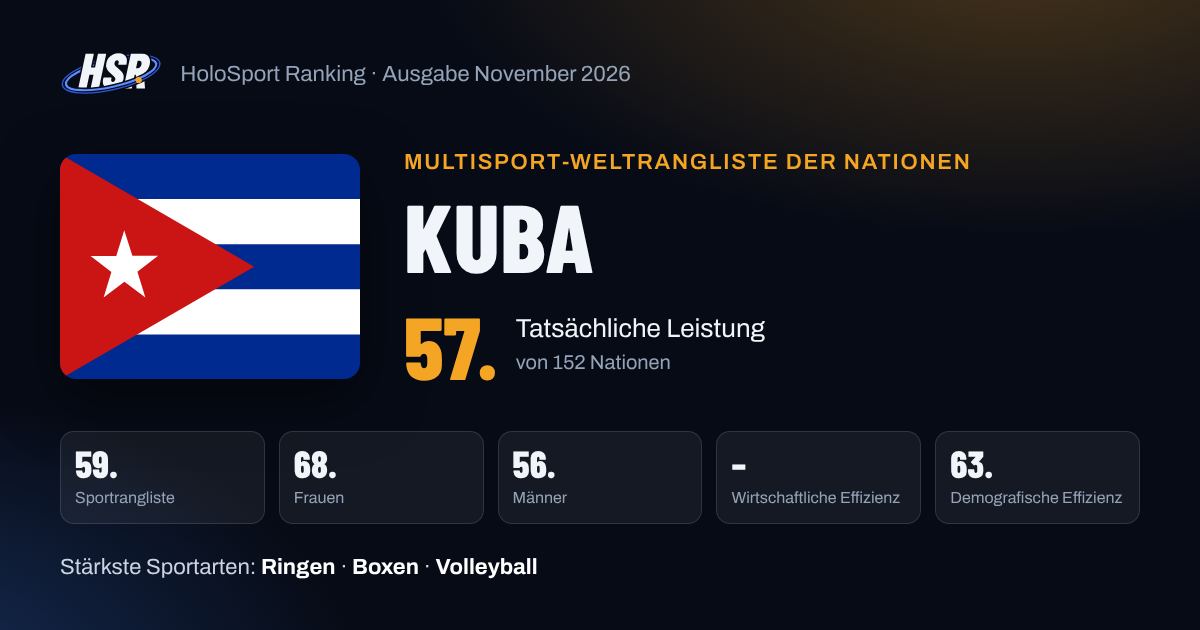 HSR HoloSport Ranking · Ausgabe November 2026
MULTISPORT-WELTRANGLISTE DER NATIONEN
KUBA
57. Tatsächliche Leistung
von 152 Nationen
59.
Sportrangliste
68.
Frauen
56.
Männer
–
Wirtschaftliche Effizienz
63.
Demografische Effizienz
Stärkste Sportarten: Ringen · Boxen · Volleyball